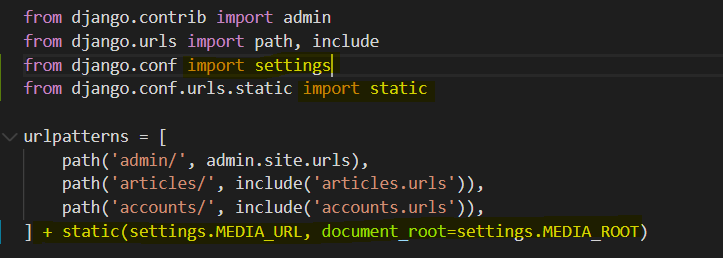 from django.contrib import admin
from django.urls import path, include
from django.conf import settings
from django.conf.urls.static import static
urlpatterns = [
    path('admin/', admin.site.urls),
    path('articles/', include('articles.urls')),
    path('accounts/', include('accounts.urls')),
] + static(settings.MEDIA_URL, document_root=settings.MEDIA_ROOT)